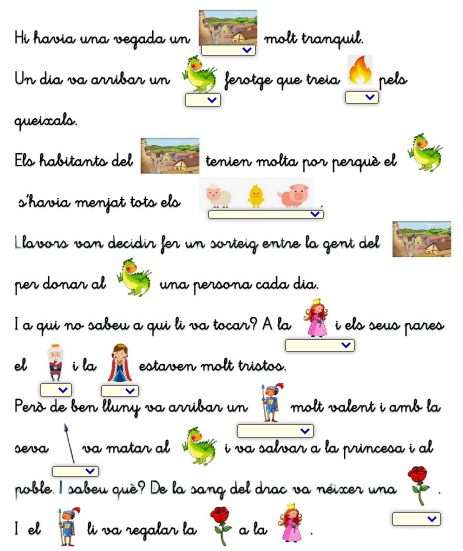 Hi havia una vegada un molt tranquil.
Un dia va arribar un ferotge que treia pels
queixals.
Els habitants del tenien molta por perquè el
s'havia menjat tots els .
Llavors van decidir fer un sorteig entre la gent del
per donar al una persona cada dia.
I a qui no sabeu a qui li va tocar? A la i els seus pares
el i la estaven molt tristos.
Però de ben lluny va arribar un molt valent i amb la
seva va matar al i va salvar a la princesa i al
poble. I sabeu què? De la sang del drac va néixer una .
I el li va regalar la a la .